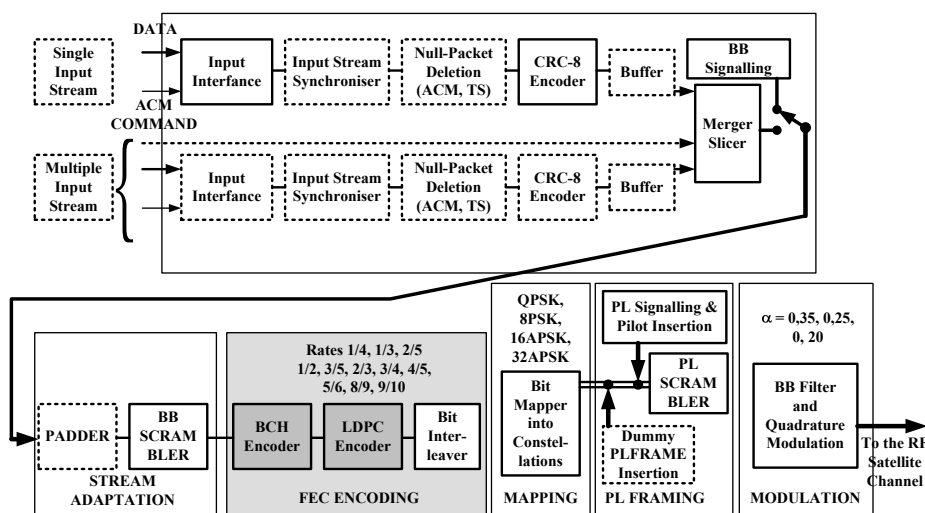 DATA
Single
Input
Stream
ACM
COMMAND
Input
Interfance
Input Stream
Synchroniser
Null-Packet
Deletion
(ACM, TS)
CRC-8
Encoder
Buffer
BB
Signalling
Merger
Slicer
Multiple
Input
Stream
Input
Interfance
Input Stream
Synchroniser
Null-Packet
Deletion
(ACM, TS)
CRC-8
Encoder
Buffer
PADDER
BB
SCRAM
BLER
STREAM
ADAPTATION
Rates 1/4, 1/3, 2/5
1/2, 3/5, 2/3, 3/4, 4/5,
5/6, 8/9, 9/10
BCH
Encoder
LDPC
Encoder
Bit
Inter-
leaver
FEC ENCODING
QPSK,
8PSK,
16APSK,
32APSK
Bit
Mapper
into
Constel-
lations
MAPPING
PL Signalling &
Pilot Insertion
PL
SCRAM
BLER
Dummy
PLFRAME
Insertion
PL FRAMING
α = 0,35, 0,25,
0, 20
BB Filter
and
Quadrature
Modulation
MODULATION
To the RF
Satellite
Channel